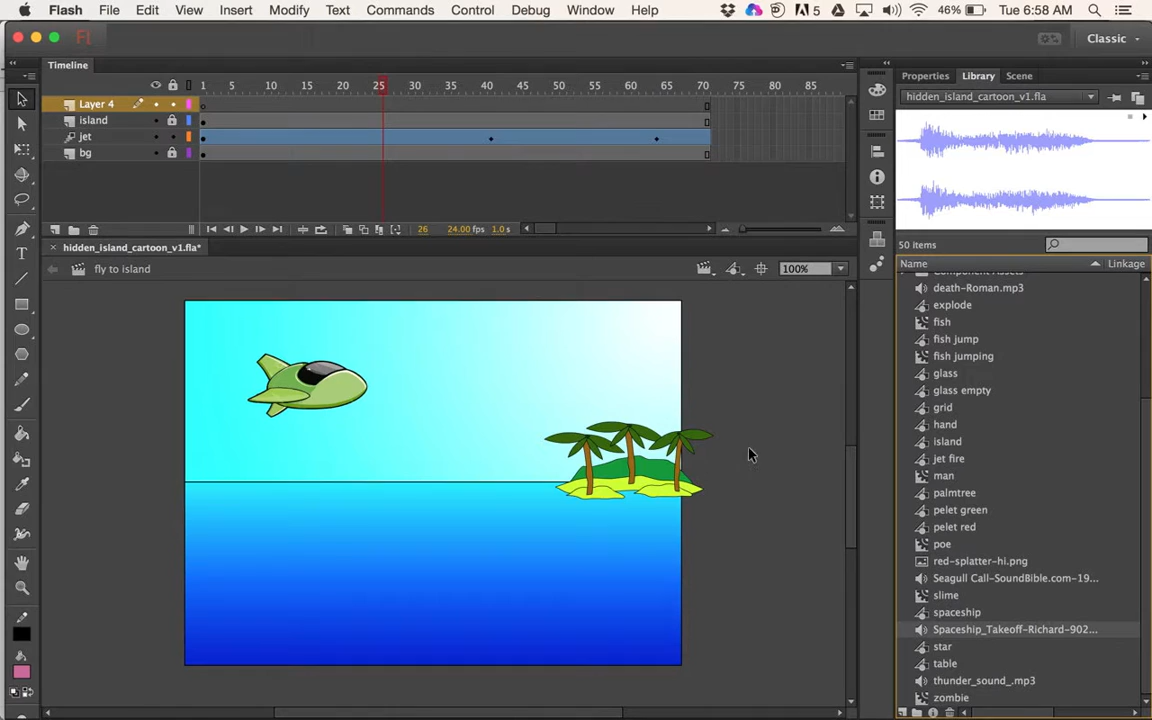 Flash File Edit View Insert Modify Text Commands Control Debug Window Help 5 46% Tue 6:58 AM
Fl Classic
Timeline
1 5 10 15 20 25 30 35 40 45 50 55 60 65 70 75 80 85
Layer 4
island
jet
bg
26 24.00 fps 1.0 s
hidden_island_cartoon_v1.fla*
fly to island
100%
Properties Library Scene
hidden_island_cartoon_v1.fla
50 items
Name Linkage
Component Assets
death-Roman.mp3
explode
fish
fish jump
fish jumping
glass
glass empty
grid
hand
island
jet fire
man
palmtree
pelet green
pelet red
poe
red-splatter-hi.png
Seagull Call-SoundBible.com-19...
slime
spaceship
Spaceship_Takeoff-Richard-902...
star
table
thunder_sound_.mp3
zombie